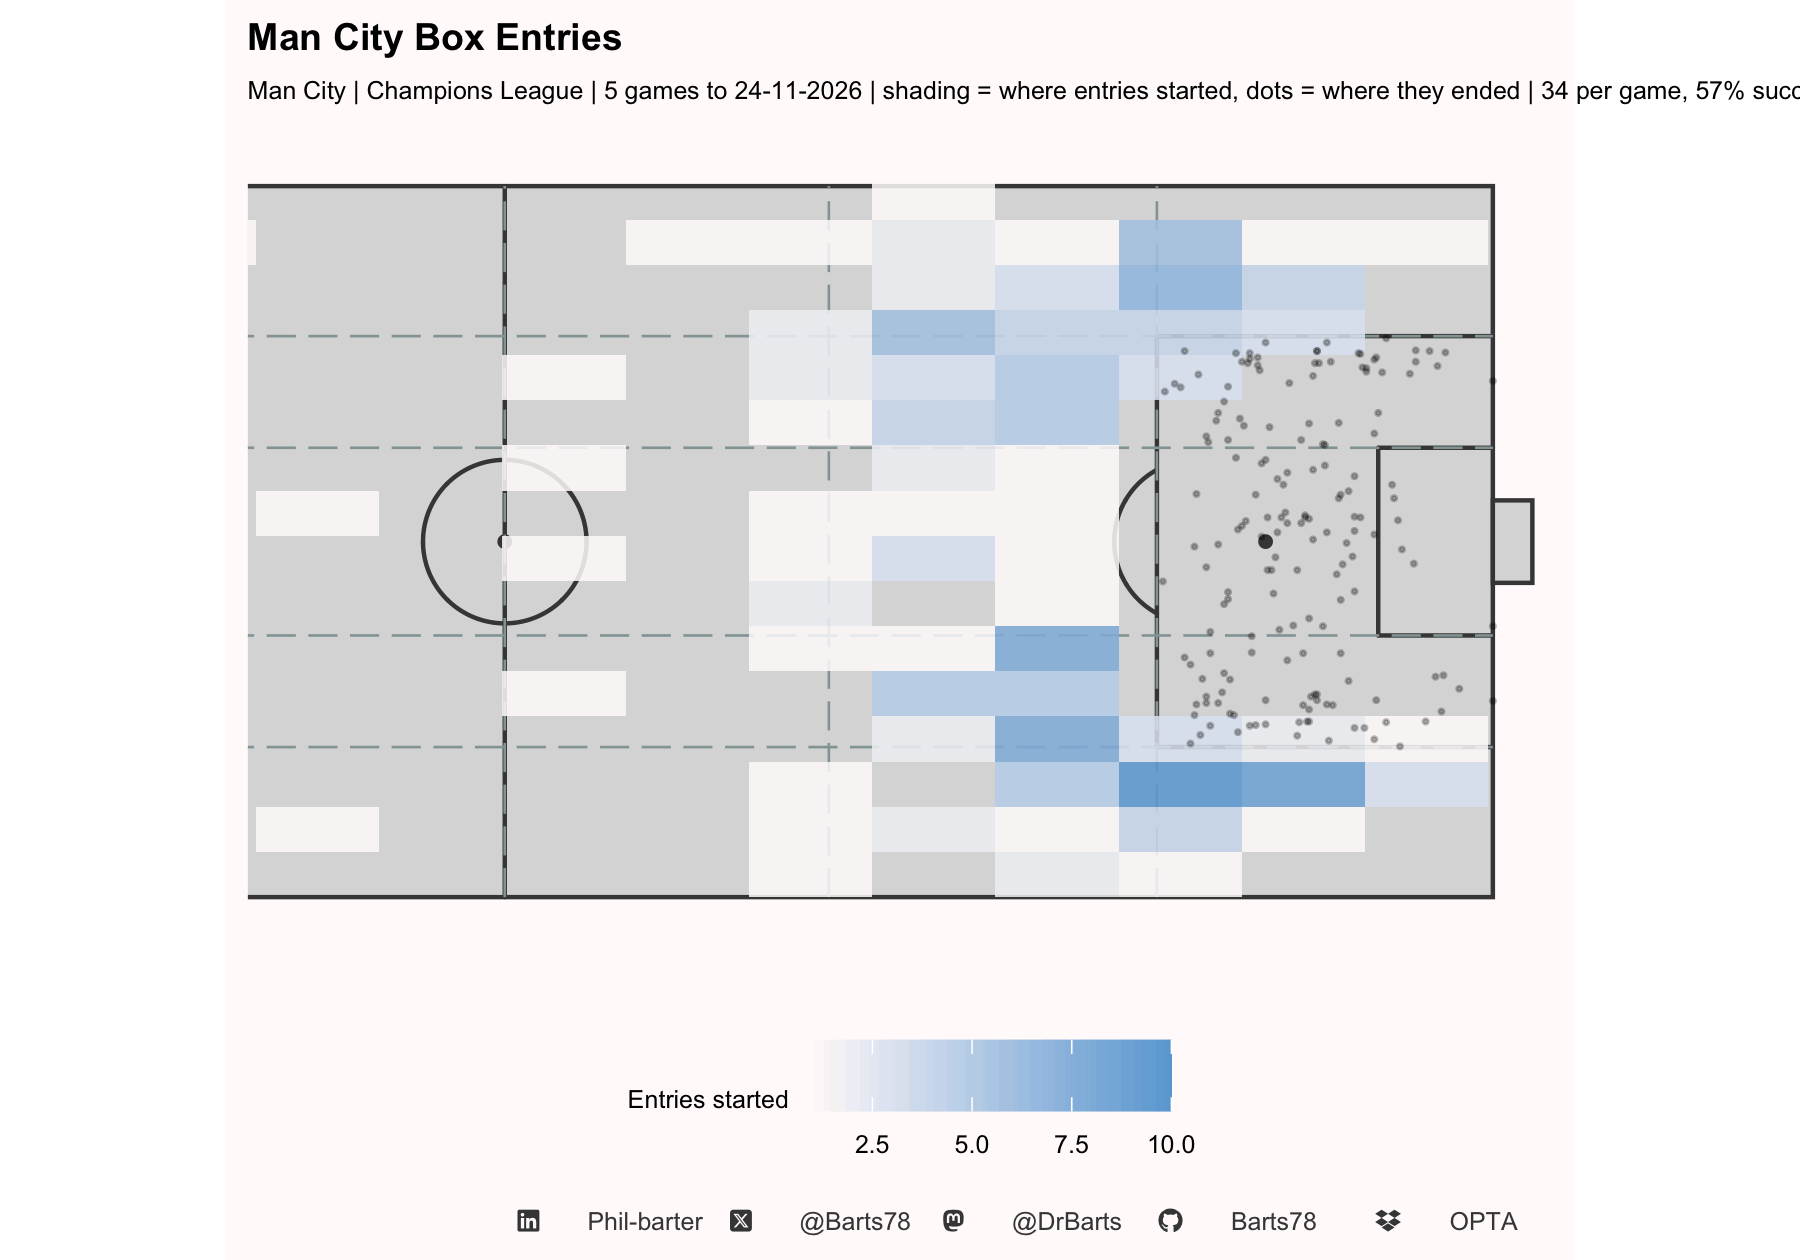 Man City Box Entries
Man City | Champions League | 5 games to 24-11-2026 | shading = where entries started, dots = where they ended | 34 per game, 57%
Entries started
2.5 5.0 7.5 10.0
Phil-barter @Barts78 @DrBarts Barts78 OPTA